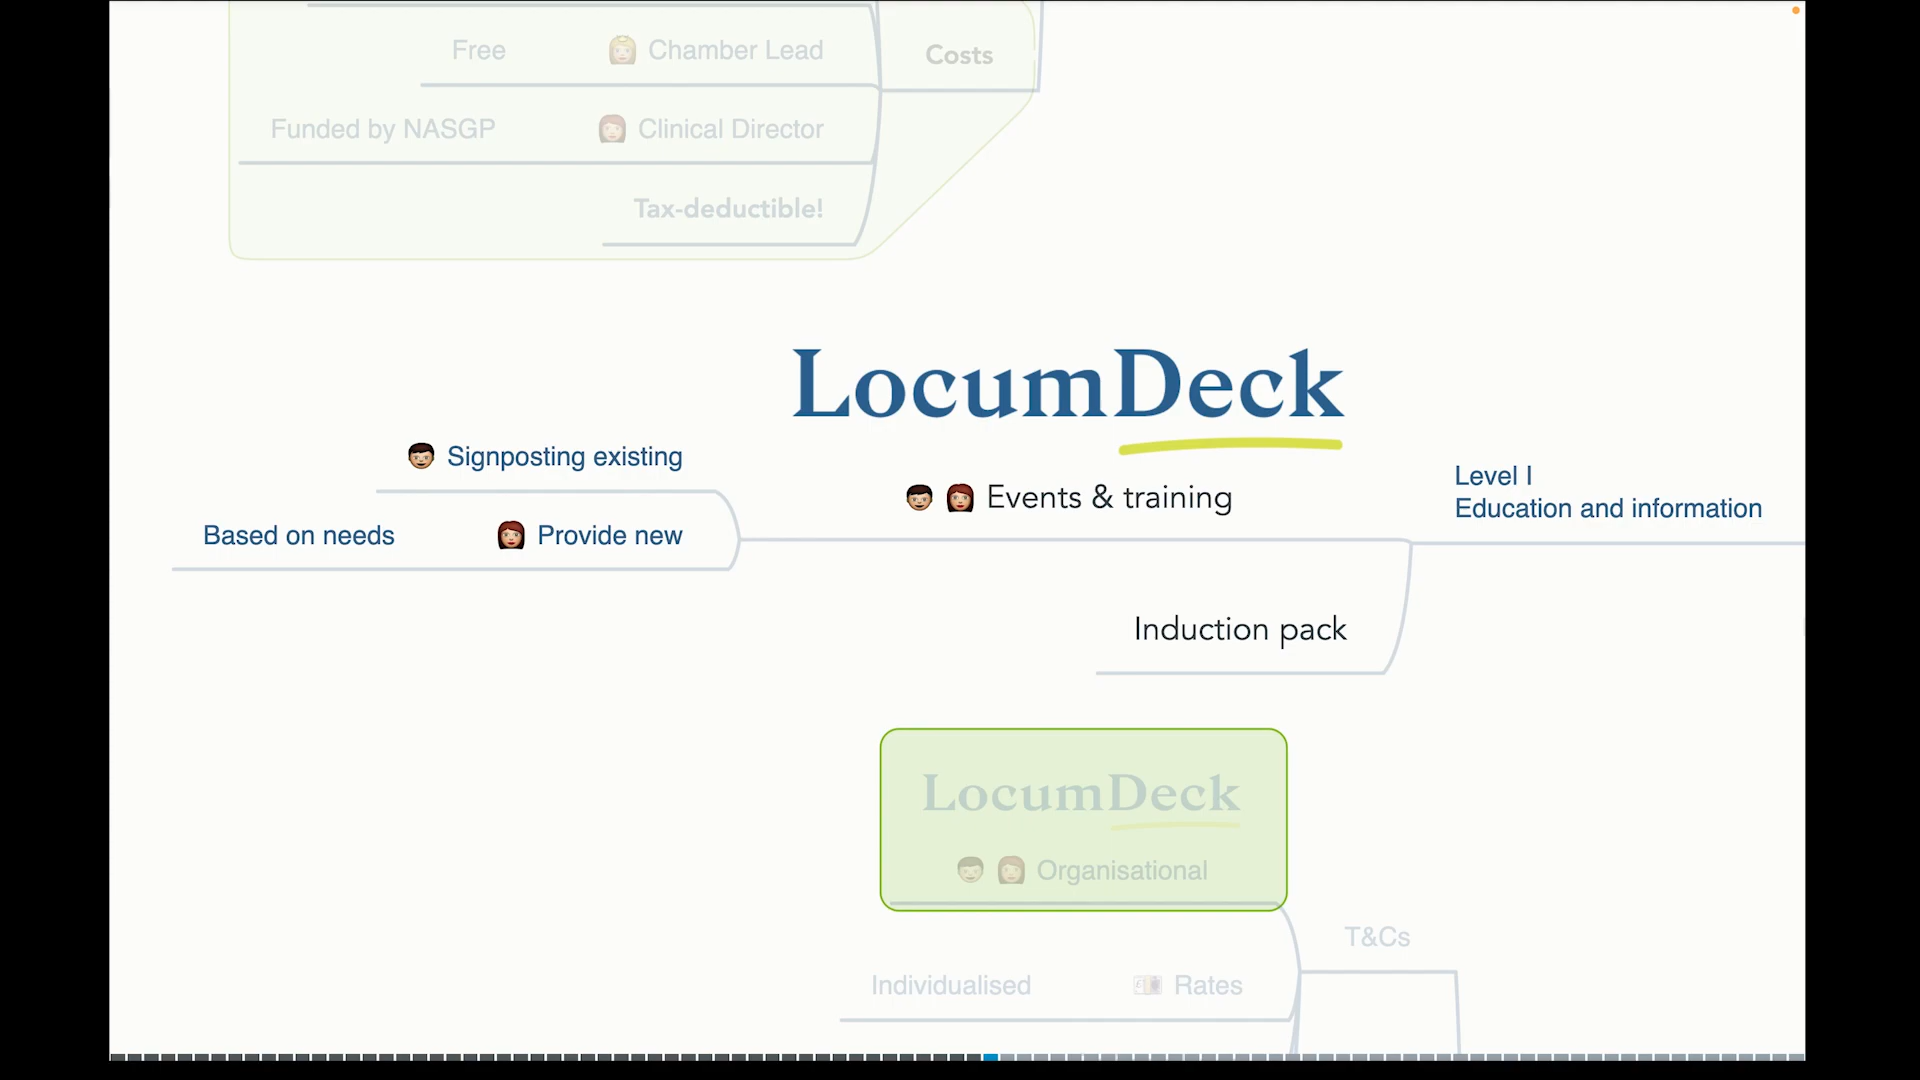 Free
Chamber Lead
Costs
Funded by NASGP
Clinical Director
Tax-deductible!
LocumDeck
Signposting existing
Events & training
Level I
Education and information
Based on needs
Provide new
Induction pack
LocumDeck
Organisational
T&Cs
Individualised
Rates